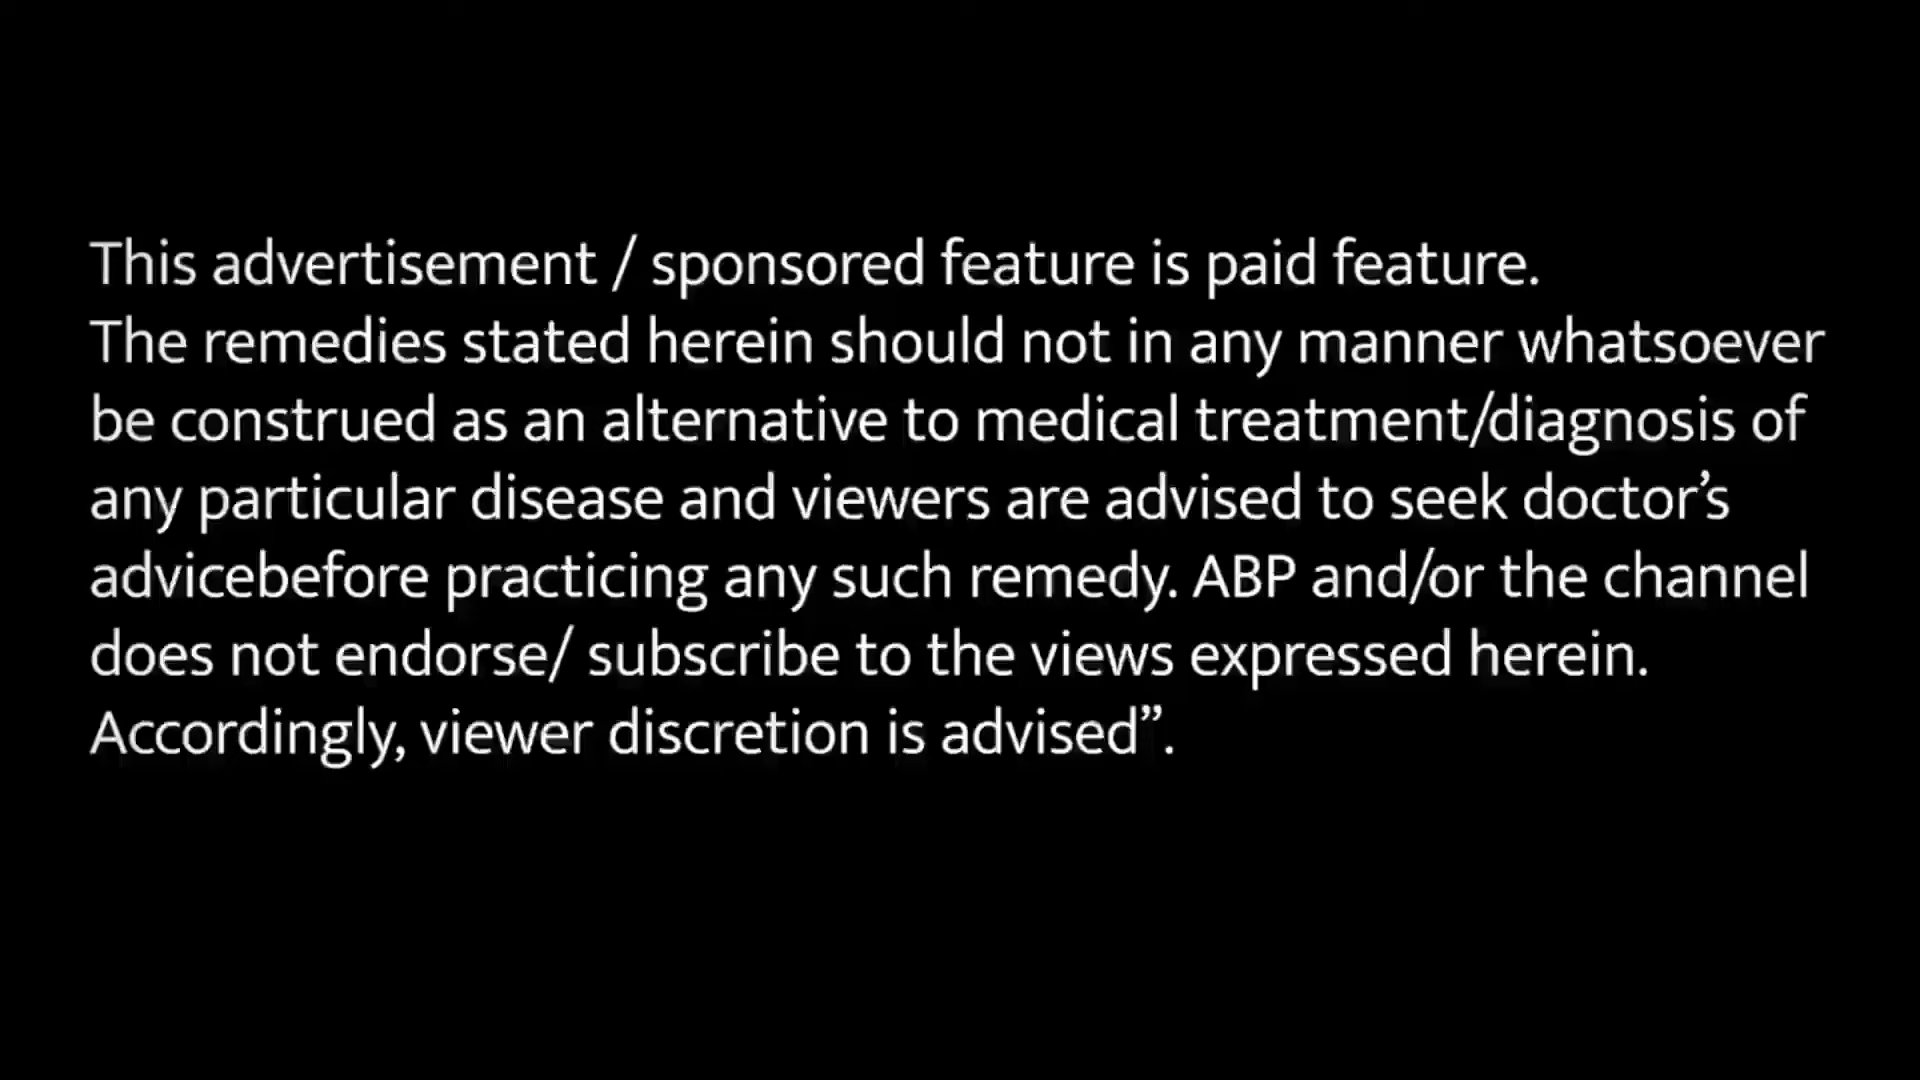 This advertisement / sponsored feature is paid feature.
The remedies stated herein should not in any manner whatsoever
be construed as an alternative to medical treatment/diagnosis of
any particular disease and viewers are advised to seek doctor’s
advicebefore practicing any such remedy. ABP and/or the channel
does not endorse/ subscribe to the views expressed herein.
Accordingly, viewer discretion is advised”.